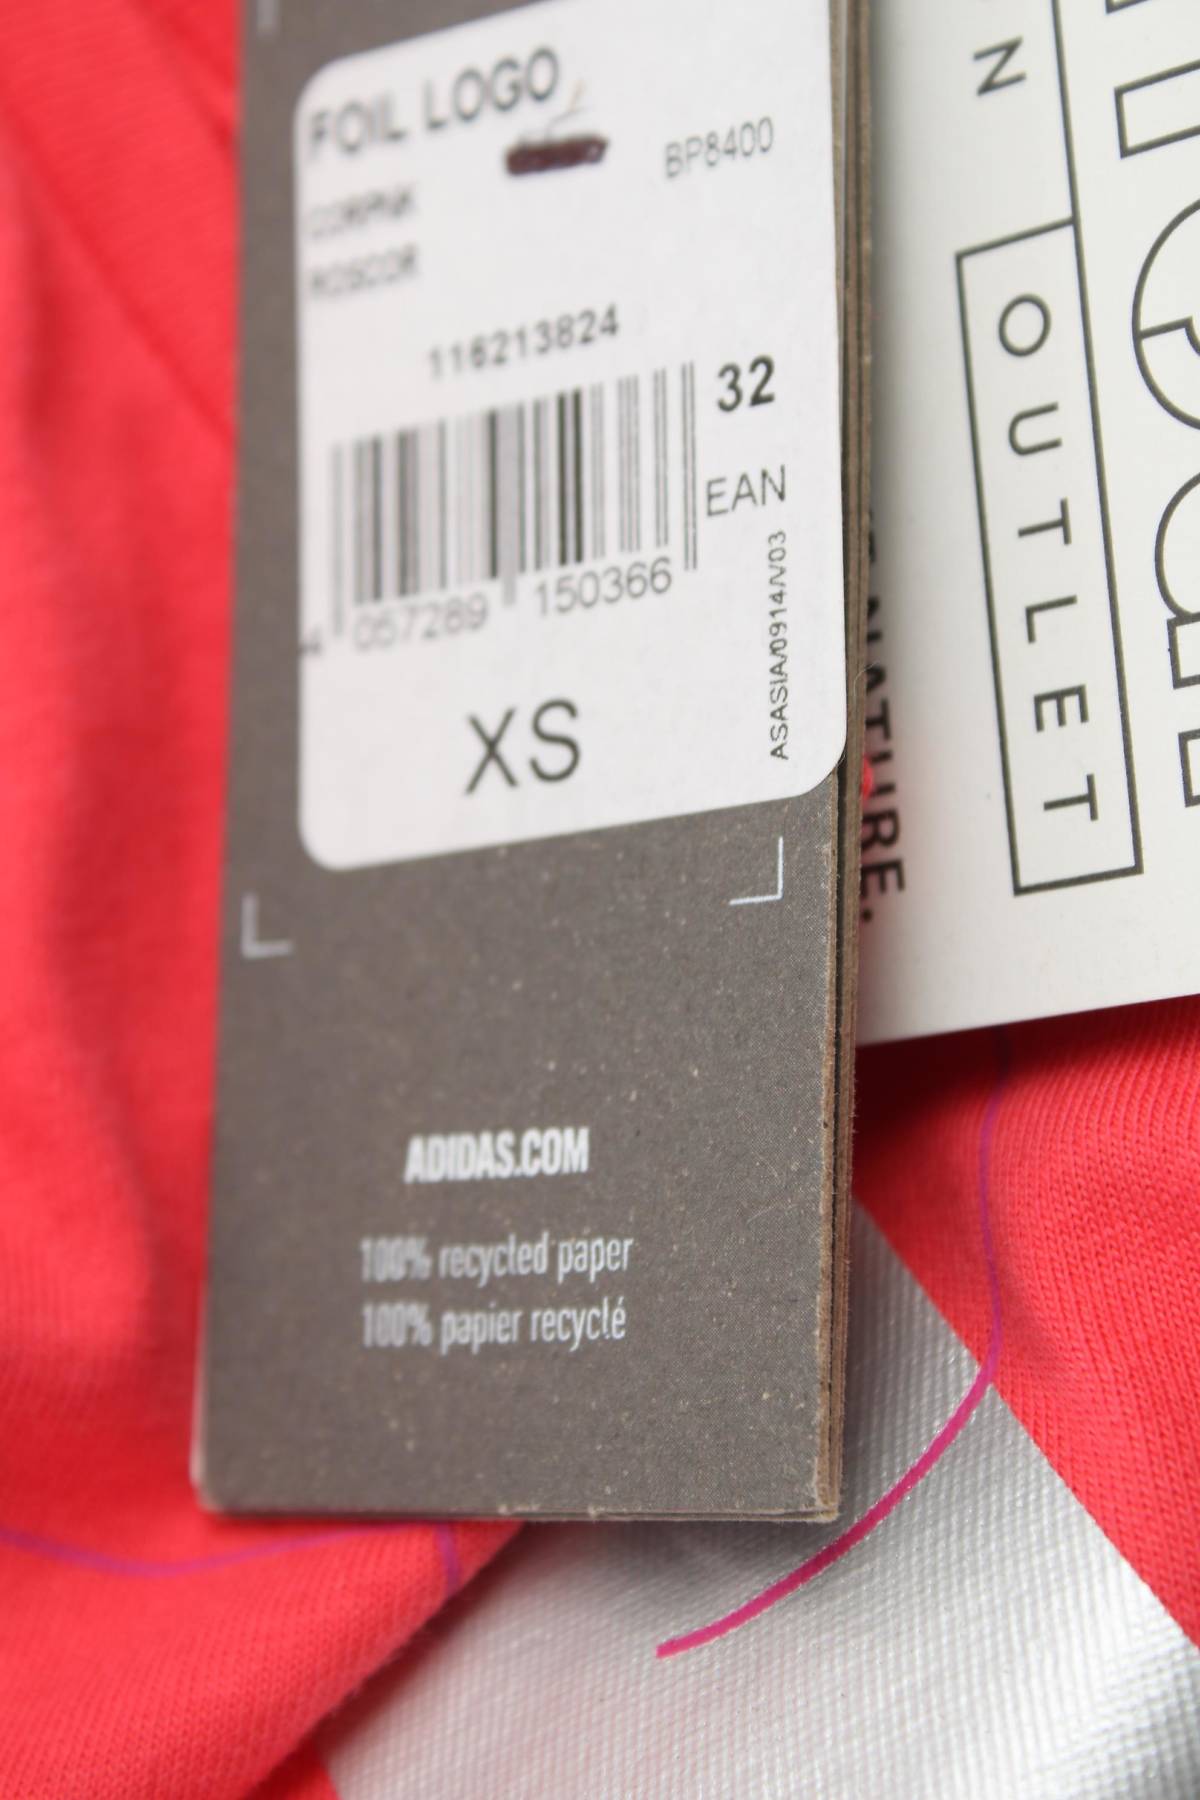 FOIL LOGO
BP8400
CORPNK
ROSCOR
116213824
32
EAN
4 057289 150366
ASASIA/0914/V03
XS
ADIDAS.COM
100% recycled paper
100% papier recyclé
N
OUTLET